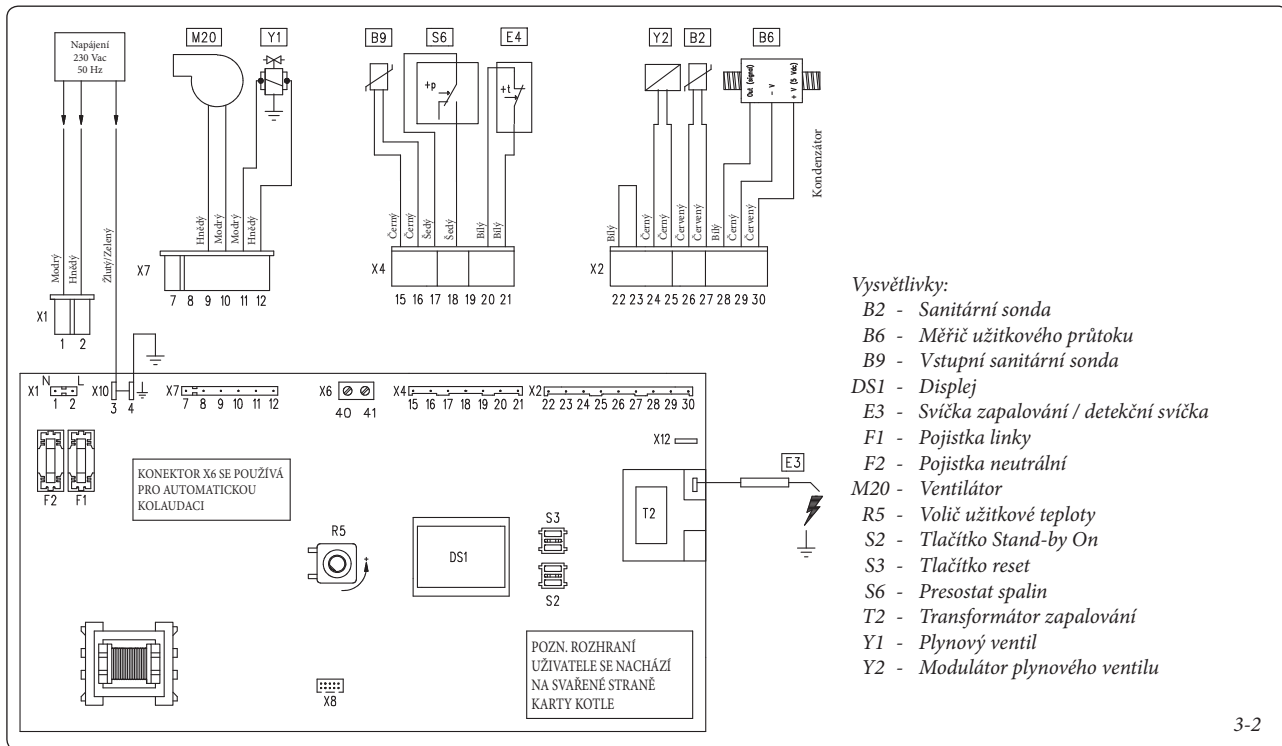 Napájení
230 Vac
50 Hz
M20
Y1
B9
S6
E4
Y2
B2
B6
+p
+t
Out (signal)
- V
+ V (5 Vdc)
Kondenzátor
Modrý
Hnědý
Žlutý/Zelený
Hnědý
Modrý
Modrý
Hnědý
Černý
Černý
Šedý
Šedý
Bílý
Bílý
Bílý
Černý
Černý
Červený
Červený
Bílý
Černý
Červený
X1
1 2
X7
7 8 9 10 11 12
X4
15 16 17 18 19 20 21
X2
22 23 24 25 26 27 28 29 30
X1 N L
1 2
X10
3 4
X7
7 8 9 10 11 12
X6
40 41
X4
15 16 17 18 19 20 21
X2
22 23 24 25 26 27 28 29 30
X12
F2 F1
KONEKTOR X6 SE POUŽÍVÁ
PRO AUTOMATICKOU
KOLAUDACI
R5
+
DS1
S3
S2
T2
E3
X8
POZN. ROZHRANÍ
UŽIVATELE SE NACHÁZÍ
NA SVAŘENÉ STRANĚ
KARTY KOTLE
Vysvětlivky:
B2 - Sanitární sonda
B6 - Měřič užitkového průtoku
B9 - Vstupní sanitární sonda
DS1 - Displej
E3 - Svíčka zapalování / detekční svíčka
F1 - Pojistka linky
F2 - Pojistka neutrální
M20 - Ventilátor
R5 - Volič užitkové teploty
S2 - Tlačítko Stand-by On
S3 - Tlačítko reset
S6 - Presostat spalin
T2 - Transformátor zapalování
Y1 - Plynový ventil
Y2 - Modulátor plynového ventilu
3-2